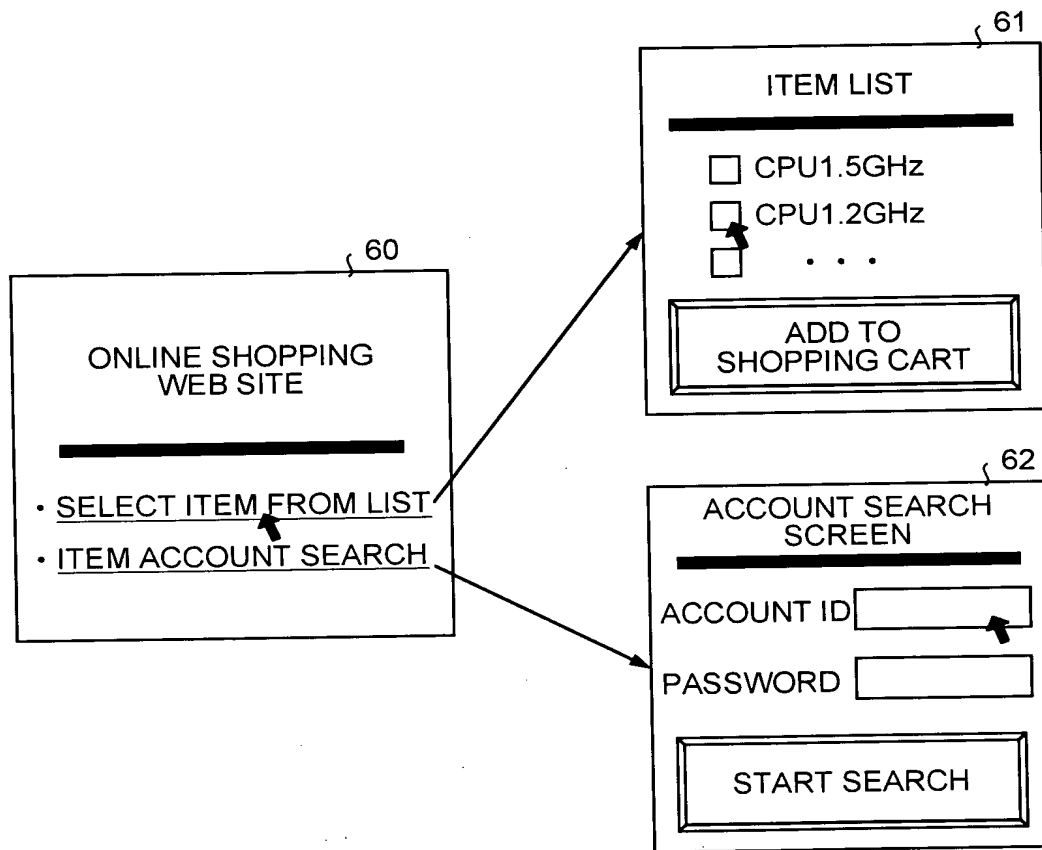 60
ONLINE SHOPPING
WEB SITE
· SELECT ITEM FROM LIST
· ITEM ACCOUNT SEARCH
61
ITEM LIST
CPU1.5GHz
CPU1.2GHz
· · ·
ADD TO
SHOPPING CART
62
ACCOUNT SEARCH
SCREEN
ACCOUNT ID
PASSWORD
START SEARCH